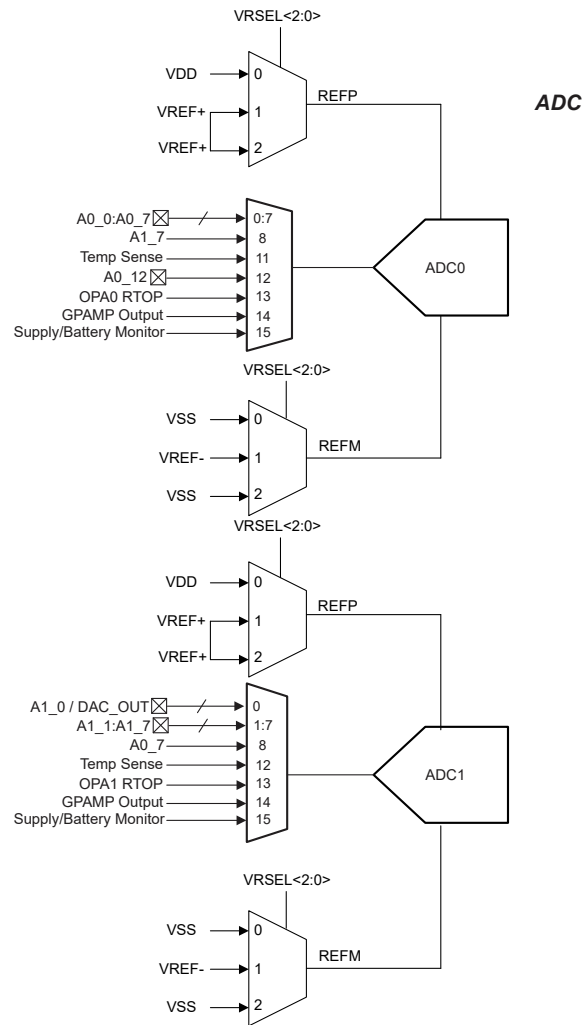 VRSEL<2:0>
VDD
0
VREF+
1
REFP
VREF+
2
ADC
A0_0:A0_7
0:7
A1_7
8
Temp Sense
11
A0_12
12
OPA0 RTOP
13
GPAMP Output
14
Supply/Battery Monitor
15
ADC0
VRSEL<2:0>
VSS
0
VREF-
1
REFM
VSS
2
VRSEL<2:0>
VDD
0
REFP
VREF+
1
VREF+
2
A1_0 / DAC_OUT
0
A1_1:A1_7
1:7
A0_7
8
Temp Sense
12
OPA1 RTOP
13
GPAMP Output
14
Supply/Battery Monitor
15
ADC1
VRSEL<2:0>
VSS
0
VREF-
1
REFM
VSS
2